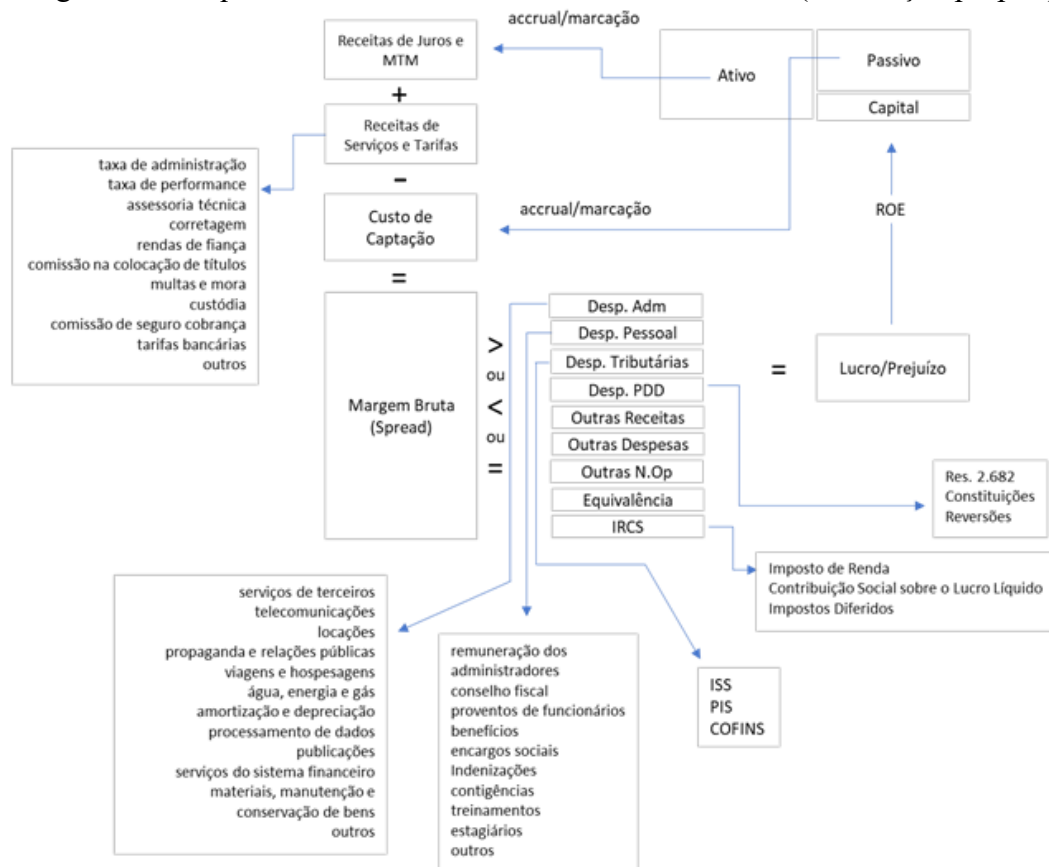 accrual/marcação
Receitas de Juros e
MTM
Ativo
Passivo
Capital
+
Receitas de
Serviços e Tarifas
taxa de administração
taxa de performance
assessoria técnica
corretagem
rendas de fiança
comissão na colocação de títulos
multas e mora
custódia
comissão de seguro cobrança
tarifas bancárias
outros
-
Custo de
Captação
accrual/marcação
ROE
=
Margem Bruta
(Spread)
>
ou
<
ou
=
Desp. Adm
Desp. Pessoal
Desp. Tributárias
Desp. PDD
Outras Receitas
Outras Despesas
Outras N.Op
Equivalência
IRCS
=
Lucro/Prejuízo
Res. 2.682
Constituições
Reversões
Imposto de Renda
Contribuição Social sobre o Lucro Líquido
Impostos Diferidos
serviços de terceiros
telecomunicações
locações
propaganda e relações públicas
viagens e hospesagens
água, energia e gás
amortização e depreciação
processamento de dados
publicações
serviços do sistema financeiro
materiais, manutenção e
conservação de bens
outros
remuneração dos
administradores
conselho fiscal
proventos de funcionários
benefícios
encargos sociais
Indenizações
contigências
treinamentos
estagiários
outros
ISS
PIS
COFINS